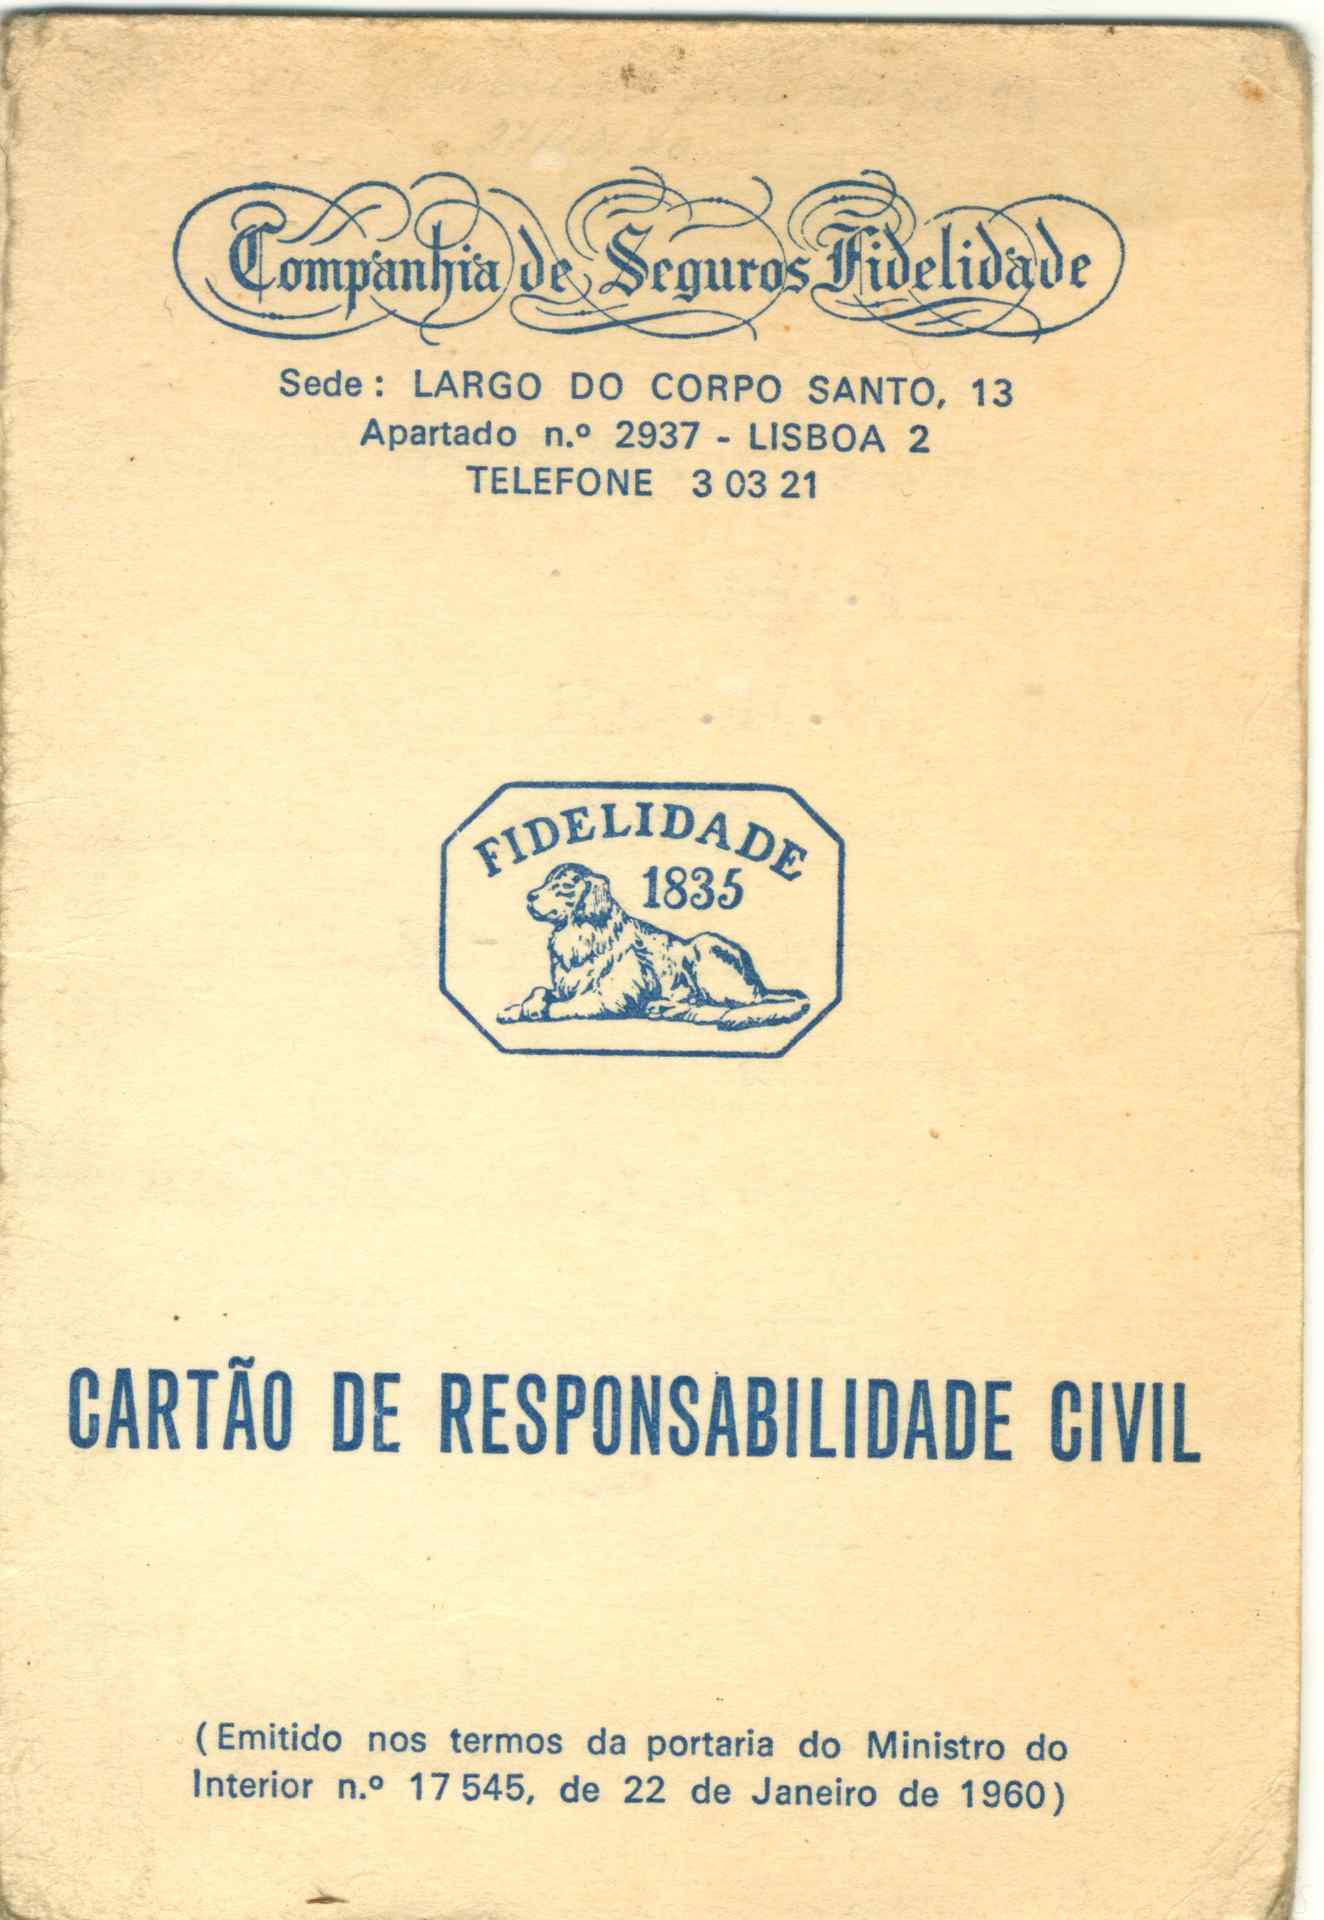 Companhia de Seguros Fidelidade
Sede : LARGO DO CORPO SANTO, 13
Apartado n.º 2937 - LISBOA 2
TELEFONE 3 03 21
FIDELIDADE
1835
CARTÃO DE RESPONSABILIDADE CIVIL
(Emitido nos termos da portaria do Ministro do
Interior n.º 17 545, de 22 de Janeiro de 1960)